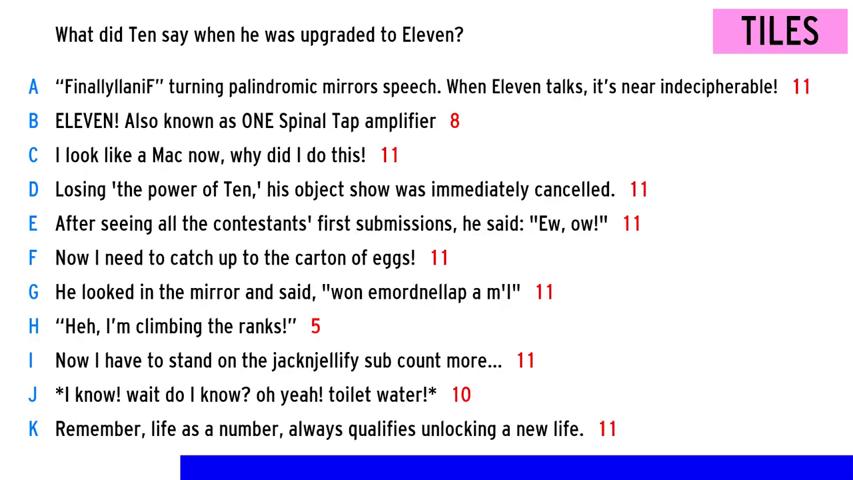 What did Ten say when he was upgraded to Eleven?
TILES
A “FinallyllaniF” turning palindromic mirrors speech. When Eleven talks, it’s near indecipherable! 11
B ELEVEN! Also known as ONE Spinal Tap amplifier 8
C I look like a Mac now, why did I do this! 11
D Losing 'the power of Ten,' his object show was immediately cancelled. 11
E After seeing all the contestants' first submissions, he said: "Ew, ow!" 11
F Now I need to catch up to the carton of eggs! 11
G He looked in the mirror and said, "won emordnellap a m'I" 11
H “Heh, I’m climbing the ranks!” 5
I Now I have to stand on the jacknjellify sub count more... 11
J *I know! wait do I know? oh yeah! toilet water!* 10
K Remember, life as a number, always qualifies unlocking a new life. 11